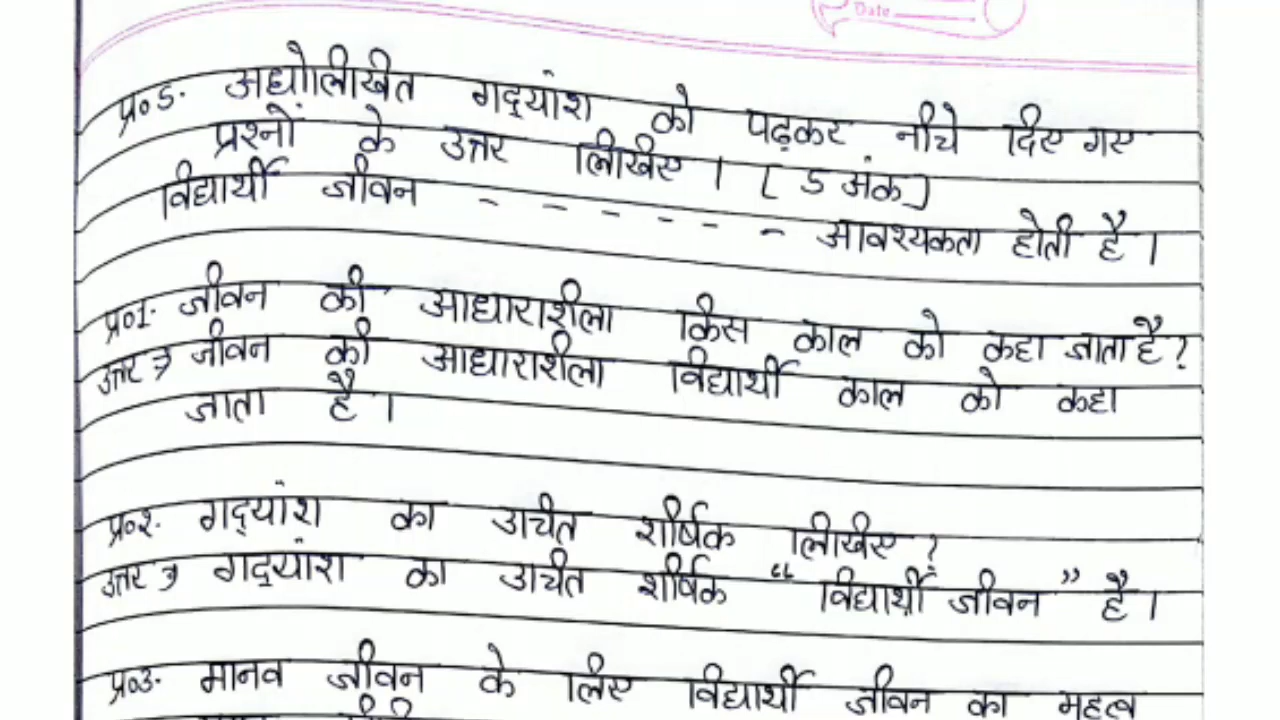 Date
प्र०5. अधोलिखित गद्‌यांश को पढ़कर नीचे दिए गए
प्रश्नों के उत्तर लिखिए । [ 5 अंक]
विद्यार्थी जीवन - - - - - - आवश्यकता होती है ।
प्र०1. जीवन की आधारशिला किस काल को कहा जाता है ?
उत्तर → जीवन की आधारशिला विद्यार्थी काल को कहा
जाता है ।
प्र०2. गद्‌यांश का उचित शीर्षक लिखिए ?
उत्तर → गद्‌यांश का उचित शीर्षक “ विद्यार्थी जीवन ” है ।
प्र०3. मानव जीवन के लिए विद्यार्थी जीवन का महत्व